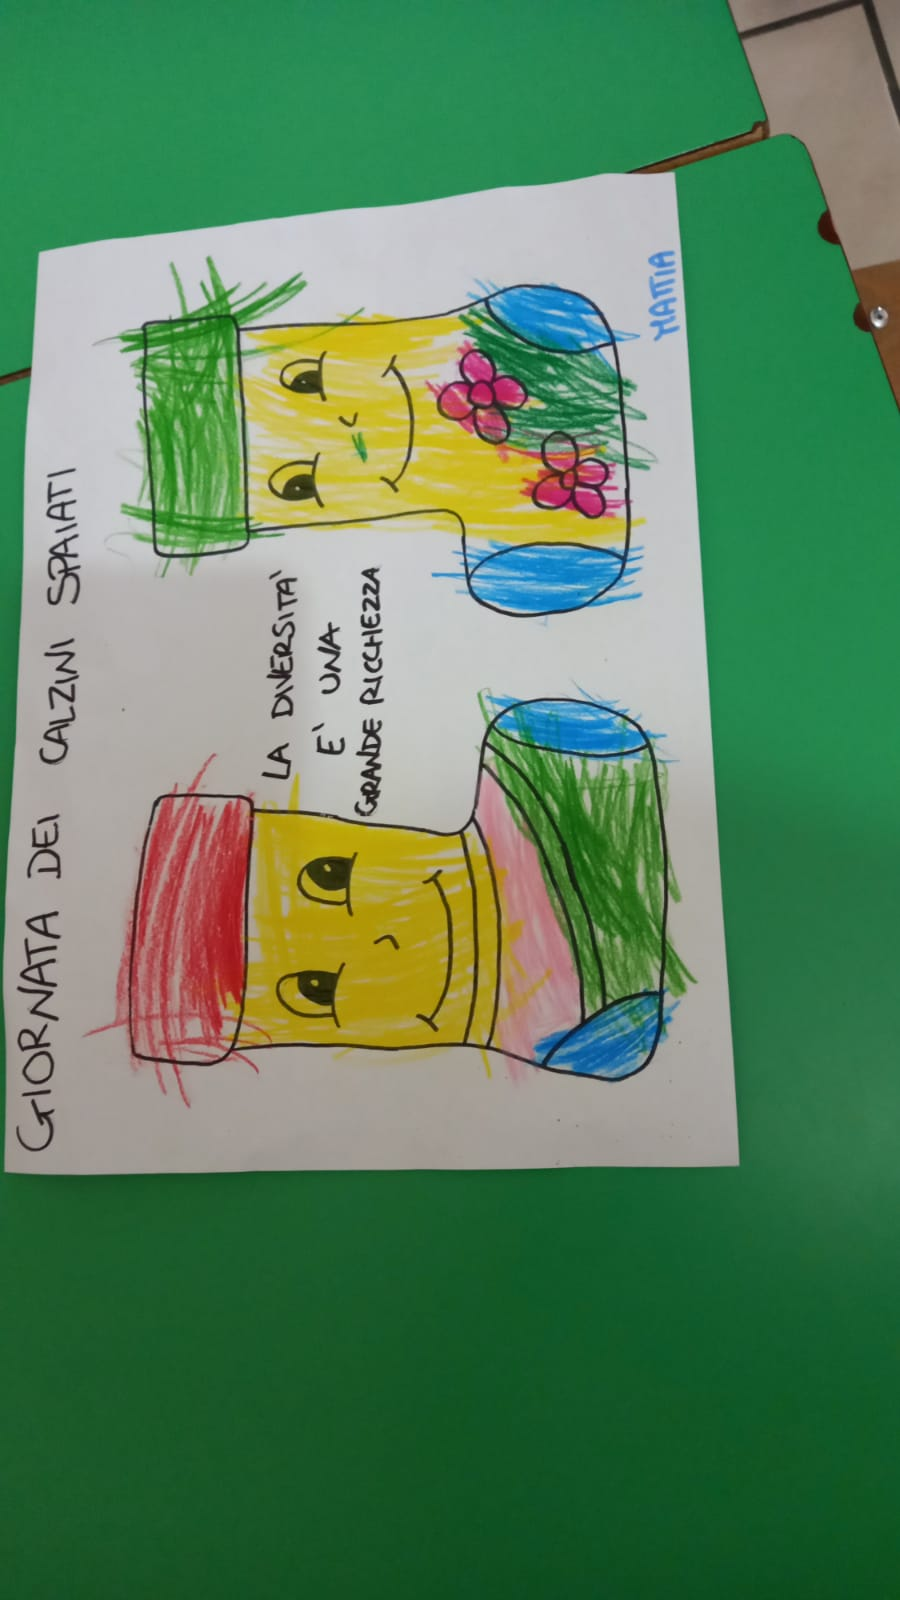 GIORNATA DEI CALZINI SPAIATI
LA DIVERSITA'
E' UNA
GRANDE RICCHEZZA
MATTIA